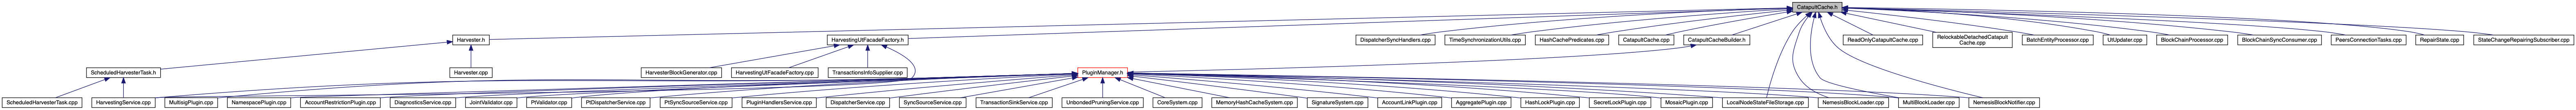 CatapultCache.h
Harvester.h
HarvestingUtFacadeFactory.h
DispatcherSyncHandlers.cpp
TimeSynchronizationUtils.cpp
HashCachePredicates.cpp
CatapultCache.cpp
CatapultCacheBuilder.h
ReadOnlyCatapultCache.cpp
RelockableDetachedCatapult
Cache.cpp
BatchEntityProcessor.cpp
UtUpdater.cpp
BlockChainProcessor.cpp
BlockChainSyncConsumer.cpp
PeersConnectionTasks.cpp
RepairState.cpp
StateChangeRepairingSubscriber.cpp
ScheduledHarvesterTask.h
Harvester.cpp
HarvesterBlockGenerator.cpp
HarvestingUtFacadeFactory.cpp
TransactionsInfoSupplier.cpp
PluginManager.h
ScheduledHarvesterTask.cpp
HarvestingService.cpp
MultisigPlugin.cpp
NamespacePlugin.cpp
AccountRestrictionPlugin.cpp
DiagnosticsService.cpp
JointValidator.cpp
PtValidator.cpp
PtDispatcherService.cpp
PtSyncSourceService.cpp
PluginHandlersService.cpp
DispatcherService.cpp
SyncSourceService.cpp
TransactionSinkService.cpp
UnbondedPruningService.cpp
CoreSystem.cpp
MemoryHashCacheSystem.cpp
SignatureSystem.cpp
AccountLinkPlugin.cpp
AggregatePlugin.cpp
HashLockPlugin.cpp
SecretLockPlugin.cpp
MosaicPlugin.cpp
LocalNodeStateFileStorage.cpp
NemesisBlockLoader.cpp
MultiBlockLoader.cpp
NemesisBlockNotifier.cpp